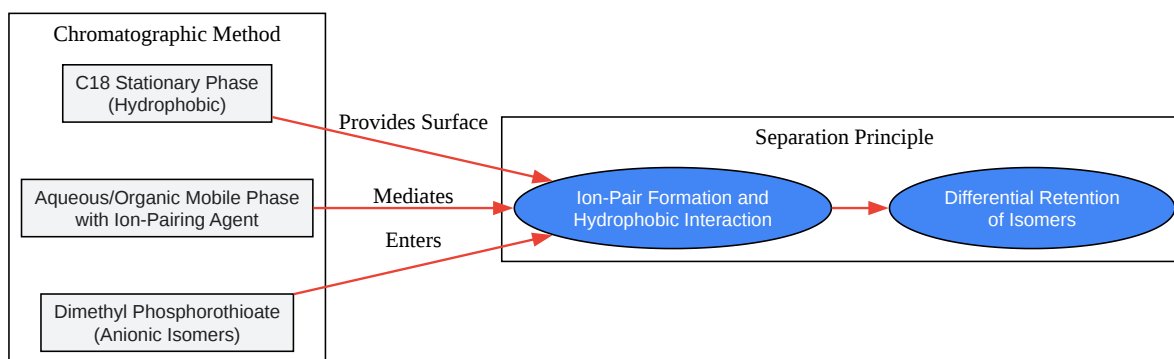 Chromatographic Method
C18 Stationary Phase
(Hydrophobic)
Provides Surface
Separation Principle
Aqueous/Organic Mobile Phase
with Ion-Pairing Agent
Mediates
Ion-Pair Formation and
Hydrophobic Interaction
Differential Retention
of Isomers
Enters
Dimethyl Phosphorothioate
(Anionic Isomers)